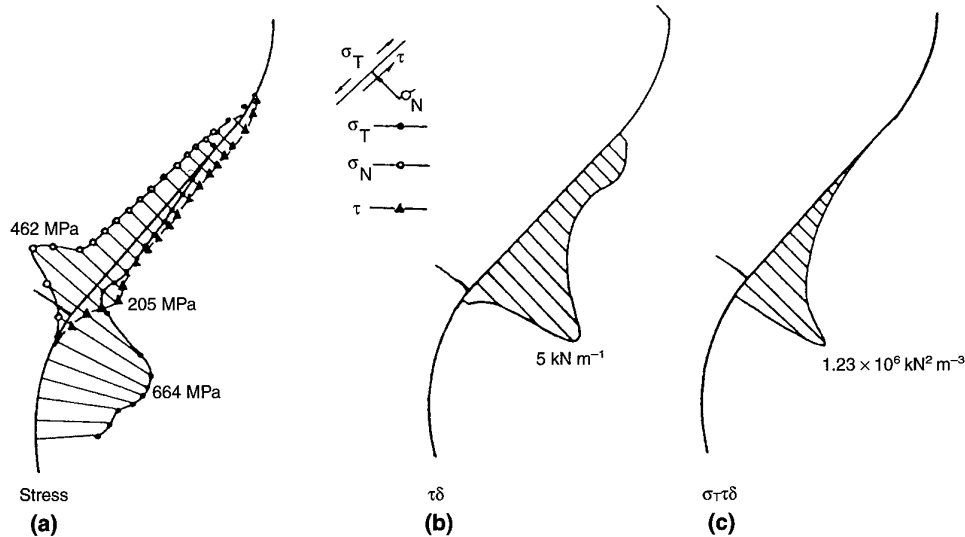 σT
τ
σN
σT
σN
τ
462 MPa
205 MPa
664 MPa
5 kN m⁻¹
1.23 × 10⁶ kN² m⁻³
Stress
τδ
σTτδ
(a)
(b)
(c)